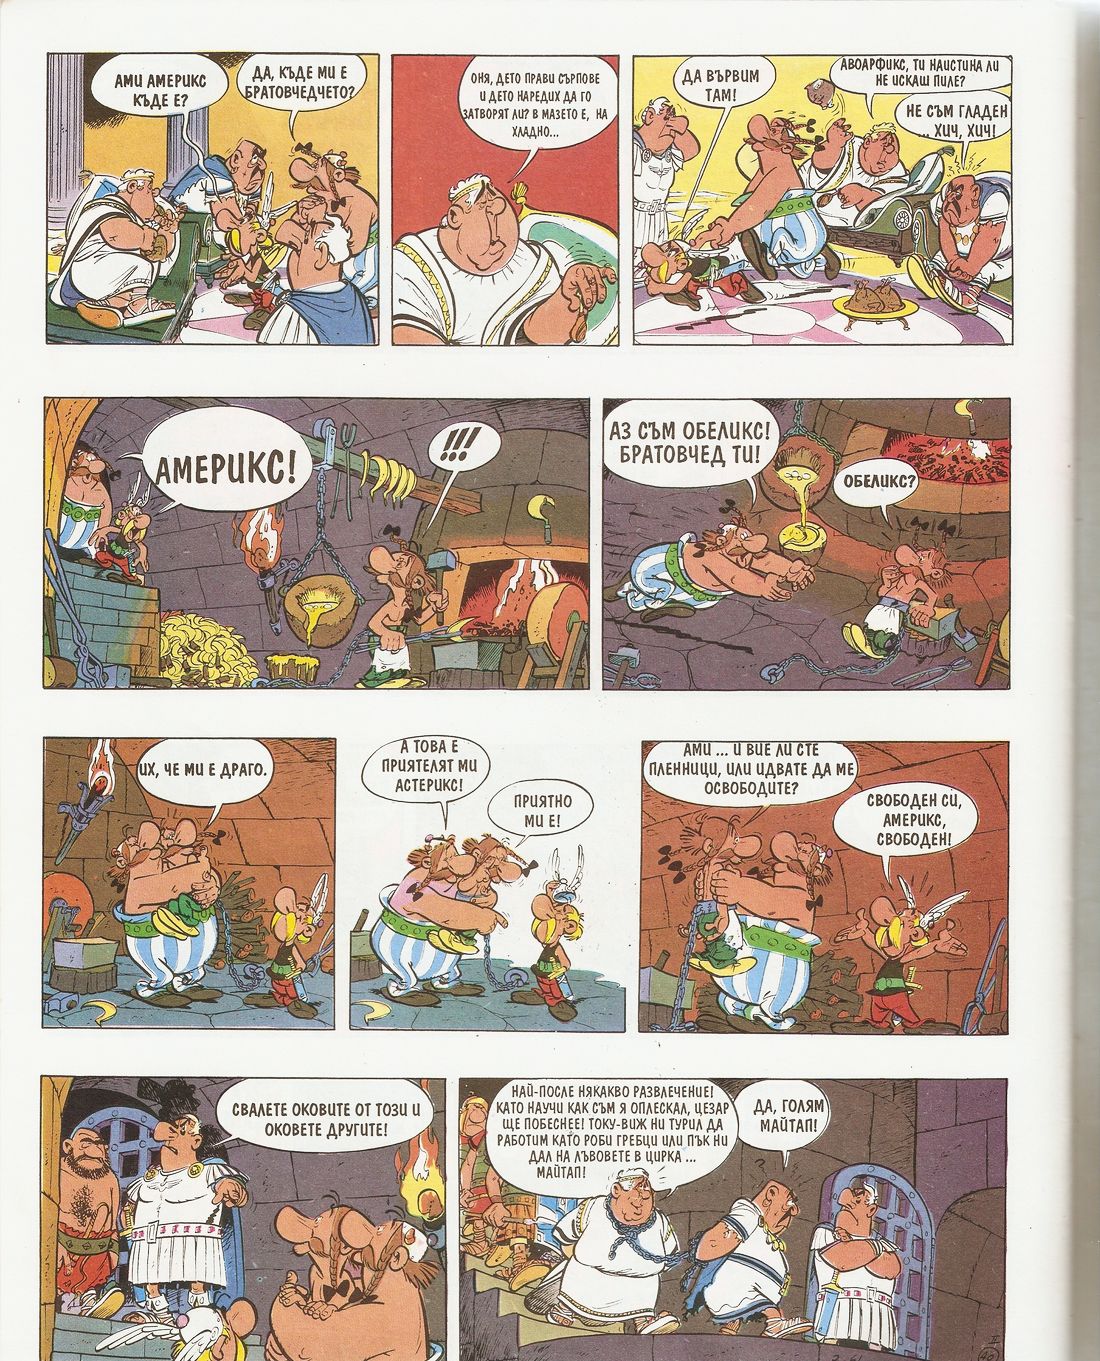 АМИ АМЕРИКС
КЪДЕ Е?
ДА, КЪДЕ МИ Е
БРАТОВЧЕДЧЕТО?
ОНЯ, ДЕТО ПРАВИ СЪРПОВЕ
И ДЕТО НАРЕДИХ ДА ГО
ЗАТВОРЯТ ЛИ? В МАЗЕТО Е, НА
ХЛАДНО...
ДА ВЪРВИМ
ТАМ!
АВОАРФИКС, ТИ НАИСТИНА ЛИ
НЕ ИСКАШ ПИЛЕ?
НЕ СЪМ ГЛАДЕН
... ХИЧ, ХИЧ!
АМЕРИКС!
!!!
АЗ СЪМ ОБЕЛИКС!
БРАТОВЧЕД ТИ!
ОБЕЛИКС?
ИХ, ЧЕ МИ Е ДРАГО.
А ТОВА Е
ПРИЯТЕЛЯТ МИ
АСТЕРИКС!
ПРИЯТНО
МИ Е!
АМИ ... И ВИЕ ЛИ СТЕ
ПЛЕННИЦИ, ИЛИ ИДВАТЕ ДА МЕ
ОСВОБОДИТЕ?
СВОБОДЕН СИ,
АМЕРИКС,
СВОБОДЕН!
СВАЛЕТЕ ОКОВИТЕ ОТ ТОЗИ И
ОКОВЕТЕ ДРУГИТЕ!
НАЙ-ПОСЛЕ НЯКАКВО РАЗВЛЕЧЕНИЕ!
КАТО НАУЧИ КАК СЪМ Я ОПЛЕСКАЛ, ЦЕЗАР
ЩЕ ПОБЕСНЕЕ! ТОКУ-ВИЖ НИ ТУРИЛ ДА
РАБОТИМ КАТО РОБИ ГРЕБЦИ ИЛИ ПЪК НИ
ДАЛ НА ЛЪВОВЕТЕ В ЦИРКА ...
МАЙТАП!
ДА, ГОЛЯМ
МАЙТАП!